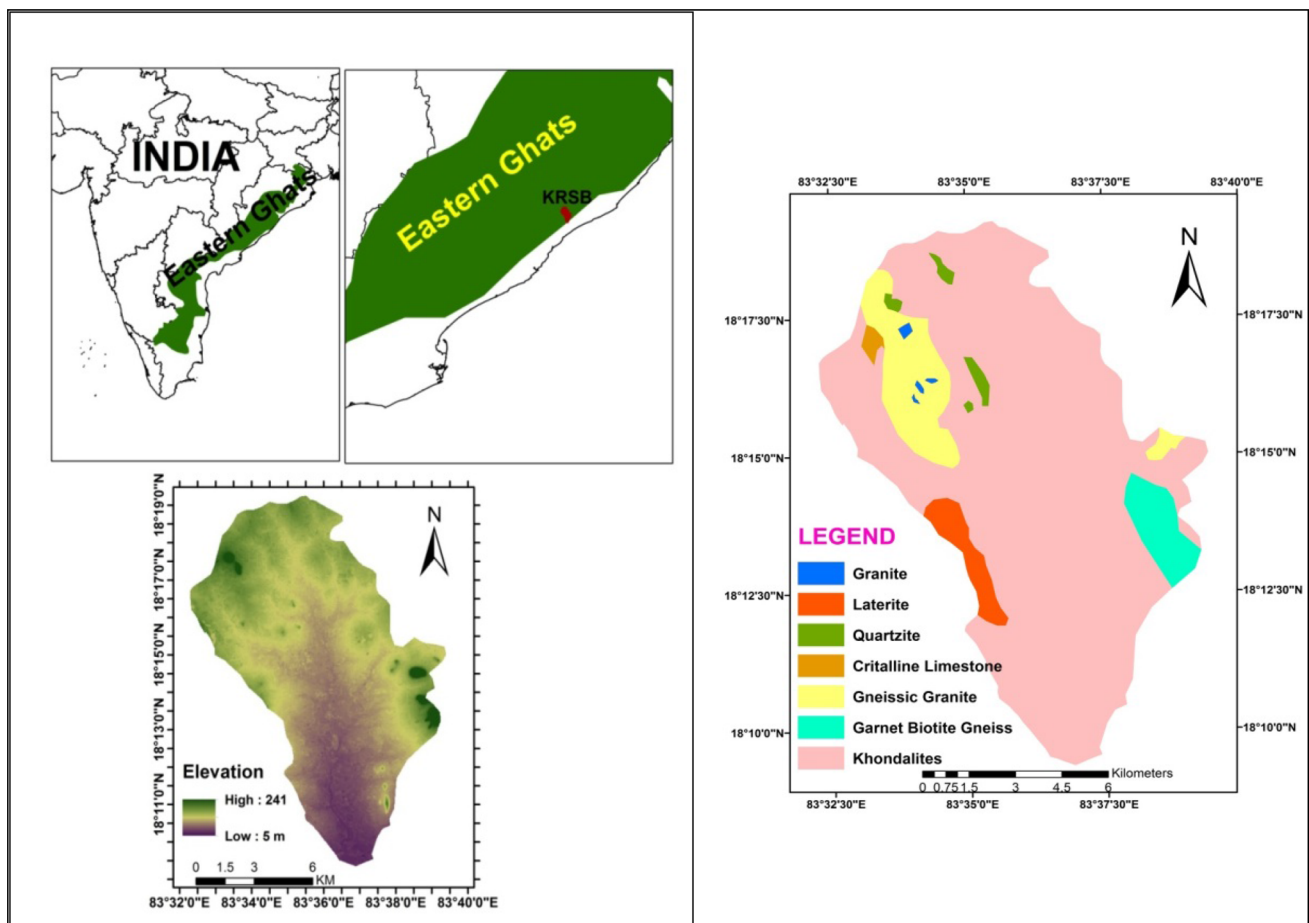 INDIA
Eastern Ghats
Eastern Ghats
KRSB
18°19'0"N
18°17'0"N
18°15'0"N
18°13'0"N
18°11'0"N
N
Elevation
High : 241
Low : 5 m
0 1.5 3 6
KM
83°32'0"E 83°34'0"E 83°36'0"E 83°38'0"E 83°40'0"E
83°32'30"E 83°35'0"E 83°37'30"E 83°40'0"E
N
18°17'30"N 18°17'30"N
18°15'0"N 18°15'0"N
18°12'30"N 18°12'30"N
18°10'0"N 18°10'0"N
LEGEND
Granite
Laterite
Quartzite
Critalline Limestone
Gneissic Granite
Garnet Biotite Gneiss
Khondalites
Kilometers
0 0.75 1.5 3 4.5 6
83°32'30"E 83°35'0"E 83°37'30"E